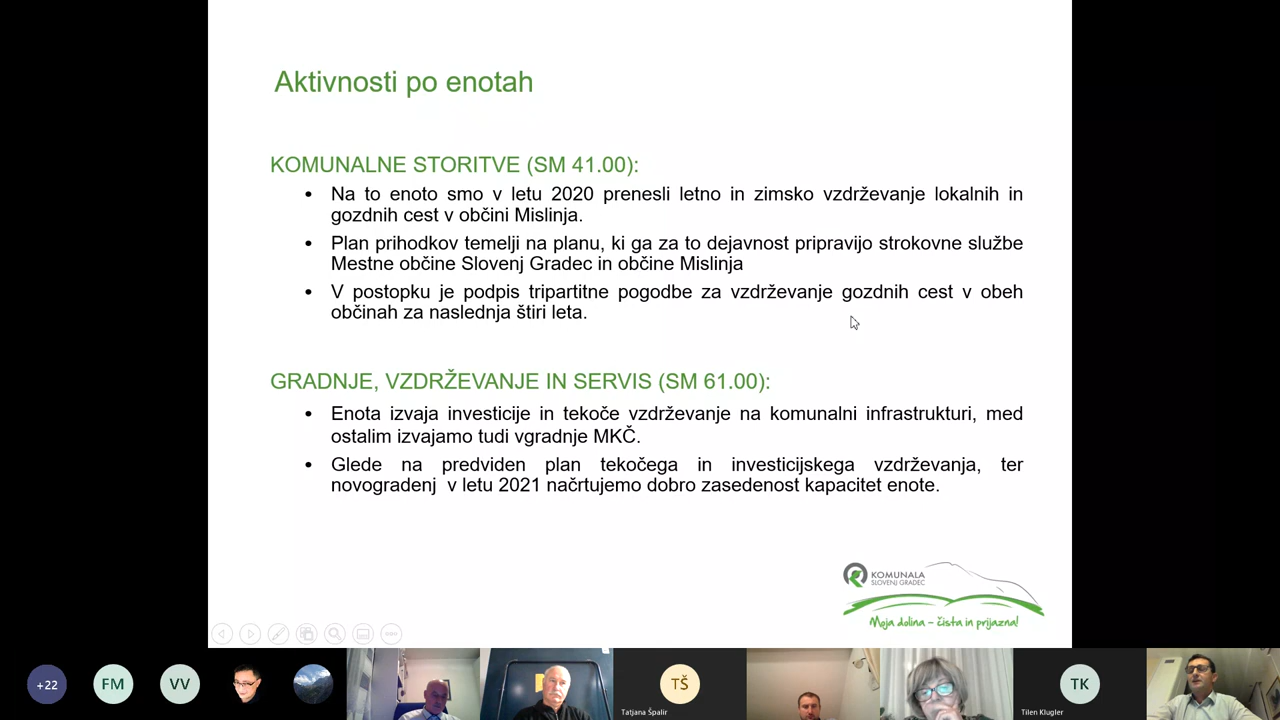 Aktivnosti po enotah
KOMUNALNE STORITVE (SM 41.00):
• Na to enoto smo v letu 2020 prenesli letno in zimsko vzdrževanje lokalnih in
gozdnih cest v občini Mislinja.
• Plan prihodkov temelji na planu, ki ga za to dejavnost pripravijo strokovne službe
Mestne občine Slovenj Gradec in občine Mislinja
• V postopku je podpis tripartitne pogodbe za vzdrževanje gozdnih cest v obeh
občinah za naslednja štiri leta.
GRADNJE, VZDRŽEVANJE IN SERVIS (SM 61.00):
• Enota izvaja investicije in tekoče vzdrževanje na komunalni infrastrukturi, med
ostalim izvajamo tudi vgradnje MKČ.
• Glede na predviden plan tekočega in investicijskega vzdrževanja, ter
novogradenj v letu 2021 načrtujemo dobro zasedenost kapacitet enote.
KOMUNALA
SLOVENJ GRADEC
Moja dolina – čista in prijazna!
+22
FM
VV
TŠ
Tatjana Špalir
TK
Tilen Klugler